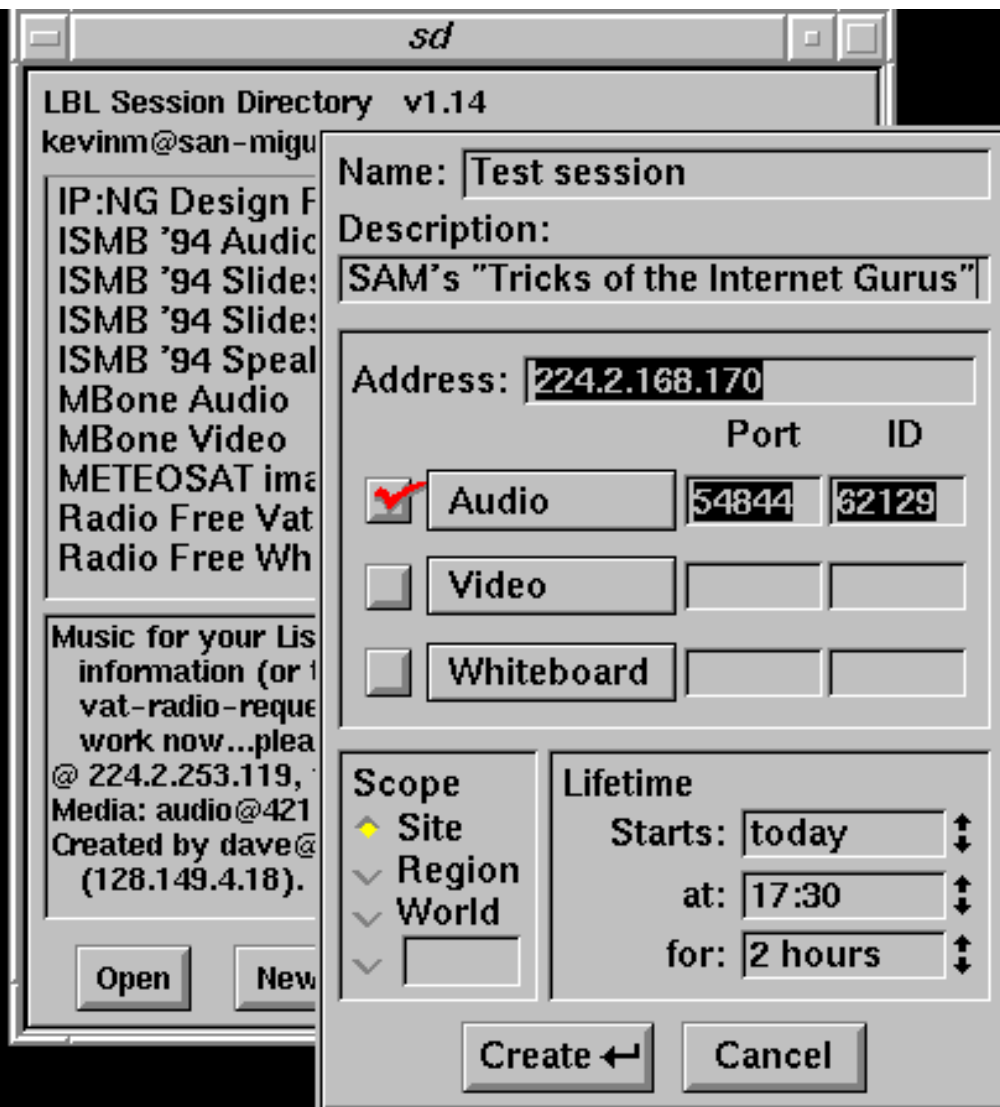 sd
LBL Session Directory v1.14
kevinm@san-migu
IP:NG Design
ISMB '94 Audio
ISMB '94 Slides
ISMB '94 Slides
ISMB '94 Speal
MBone Audio
MBone Video
METEOSAT ima
Radio Free Vat
Radio Free Wh
Music for your Lis
information (or
vat-radio-reque
work now...plea
@ 224.2.253.119,
Media: audio@421
Created by dave@
(128.149.4.18).
Open
New
Name: Test session
Description:
SAM's "Tricks of the Internet Gurus"
Address: 224.2.168.170
Port ID
Audio 54844 62129
Video
Whiteboard
Scope
Site
Region
World
Lifetime
Starts: today
at: 17:30
for: 2 hours
Create
Cancel